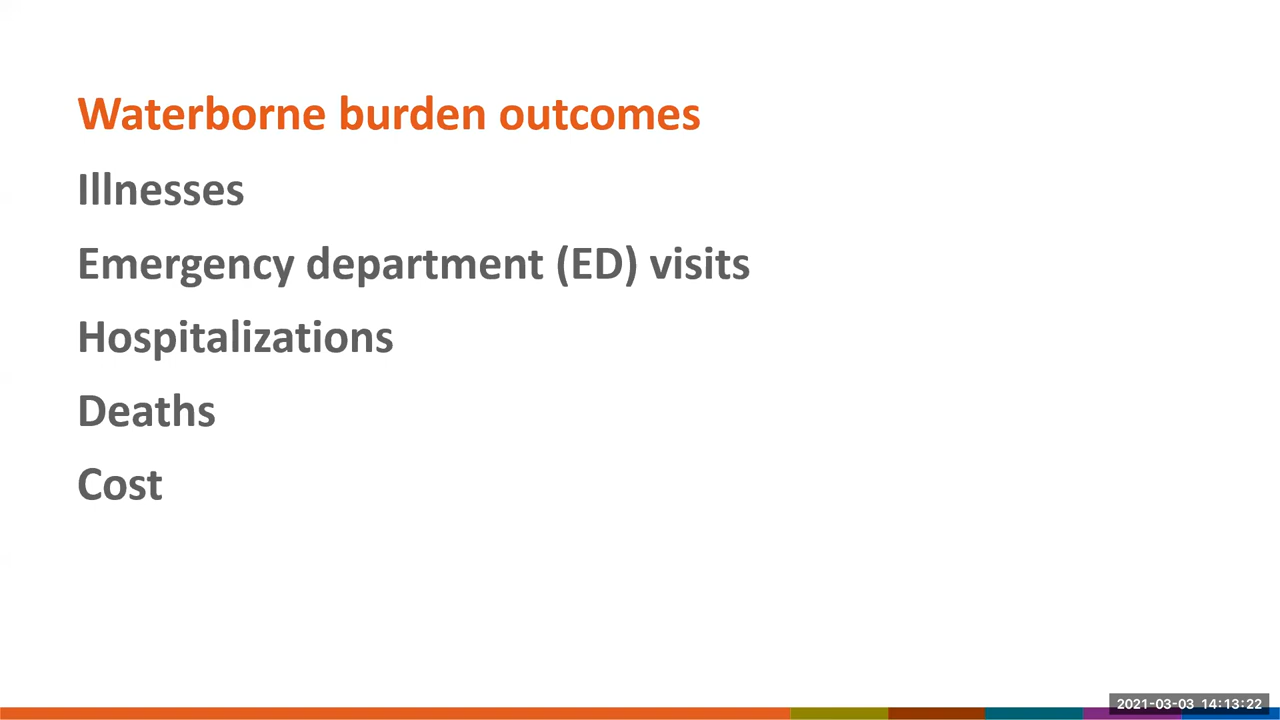 Waterborne burden outcomes
Illnesses
Emergency department (ED) visits
Hospitalizations
Deaths
Cost
2021-03-03 14:13:22